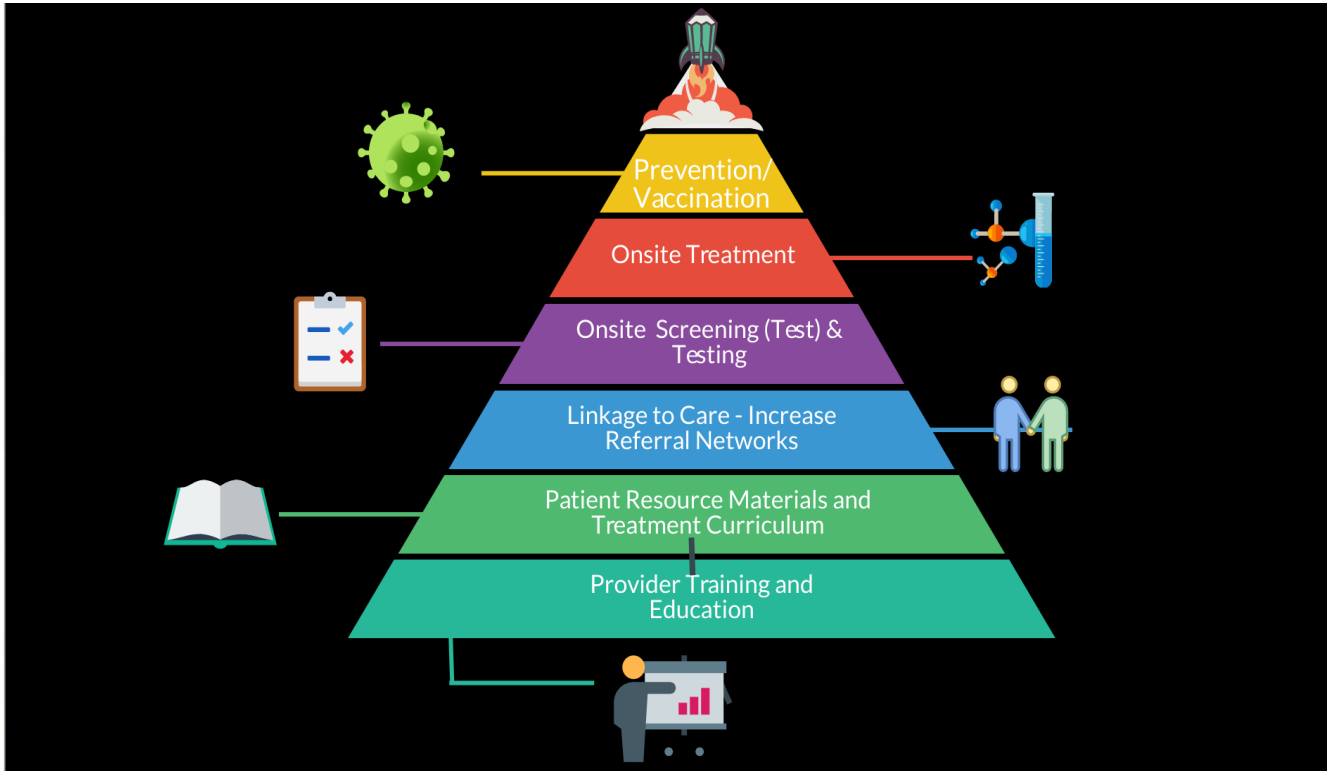 Prevention/
Vaccination
Onsite Treatment
Onsite  Screening (Test) &
Testing
Linkage to Care - Increase
Referral Networks
Patient Resource Materials and
Treatment Curriculum
Provider Training and
Education